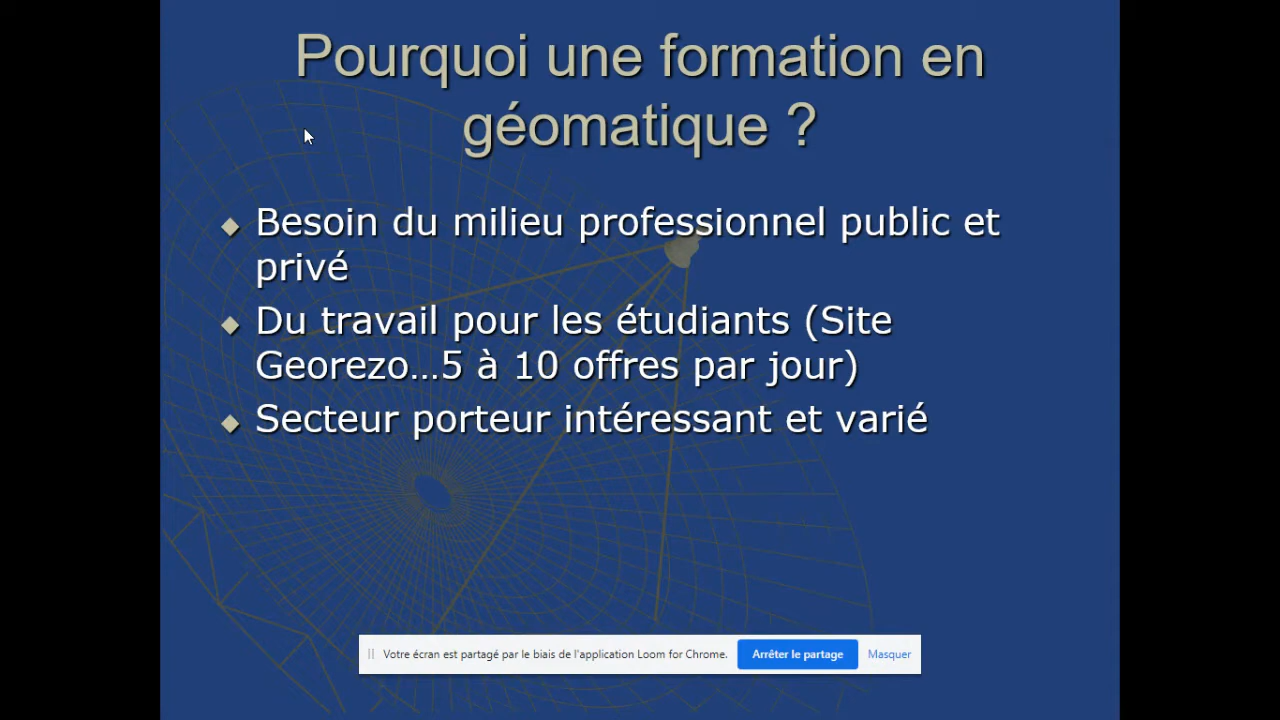 Pourquoi une formation en
géomatique ?
Besoin du milieu professionnel public et
privé
Du travail pour les étudiants (Site
Georezo...5 à 10 offres par jour)
Secteur porteur intéressant et varié
Votre écran est partagé par le biais de l'application Loom for Chrome.
Arrêter le partage
Masquer